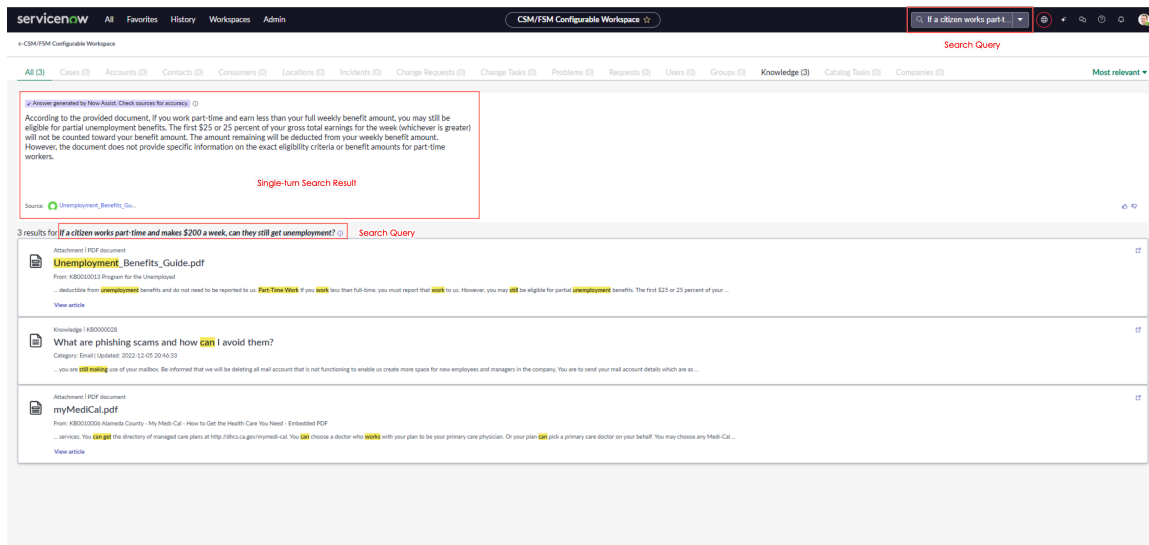 servicenow All Favorites History Workspaces Admin CSM/FSM Configurable Workspace If a citizen works part-t...
Search Query
CSM/FSM Configurable Workspace
All (3) Cases (0) Accounts (0) Contacts (0) Consumers (0) Locations (0) Incidents (0) Change Requests (0) Change Tasks (0) Problems (0) Requests (0) Users (0) Groups (0) Knowledge (3) Catalog Tasks (0) Companies (0) Most relevant
Answer generated by Now Assist. Check sources for accuracy.
According to the provided document, if you work part-time and earn less than your full weekly benefit amount, you may still be
eligible for partial unemployment benefits. The first $25 or 25 percent of your gross total earnings for the week (whichever is greater)
will not be counted toward your benefit amount. The amount remaining will be deducted from your weekly benefit amount.
However, the document does not provide specific information on the exact eligibility criteria or benefit amounts for part-time
workers.
Single-turn Search Result
Source: Unemployment_Benefits_Gu...
3 results for If a citizen works part-time and makes $200 a week, can they still get unemployment? Search Query
Attachment | PDF document
Unemployment_Benefits_Guide.pdf
From: KB0010013 Program for the Unemployed
... deductible from unemployment benefits and do not need to be reported to us. Part-Time Work If you work less than full-time, you must report that work to us. However, you may still be eligible for partial unemployment benefits. The first $25 or 25 percent of your ...
View article
Knowledge | KB0000028
What are phishing scams and how can I avoid them?
Category: Email | Updated: 2022-12-05 20:46:33
... you are still making use of your mailbox. Be informed that we will be deleting all mail account that is not functioning to enable us create more space for new employees and managers in the company. You are to send your mail account details which are as ...
Attachment | PDF document
myMediCal.pdf
From: KB0010006 Alameda County - My Medi-Cal - How to Get the Health Care You Need - Embedded PDF
... services. You can get the directory of managed care plans at http://dhcs.ca.gov/mymedi-cal. You can choose a doctor who works with your plan to be your primary care physician. Or your plan can pick a primary care doctor on your behalf. You may choose any Medi-Cal ...
View article